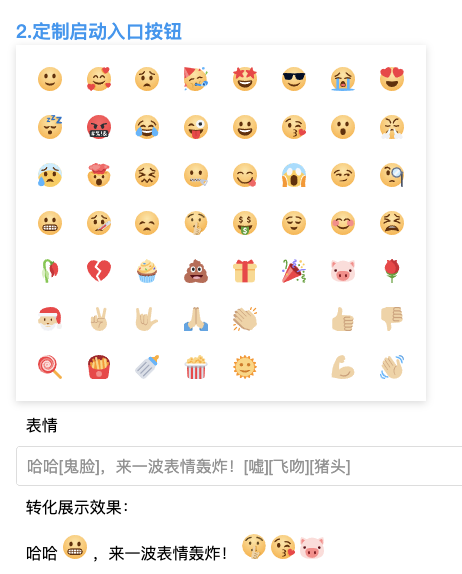 2.定制启动入口按钮
表情
哈哈[鬼脸]，来一波表情轰炸！[嘘][飞吻][猪头]
转化展示效果：
哈哈😬，来一波表情轰炸！🤫😘🐷